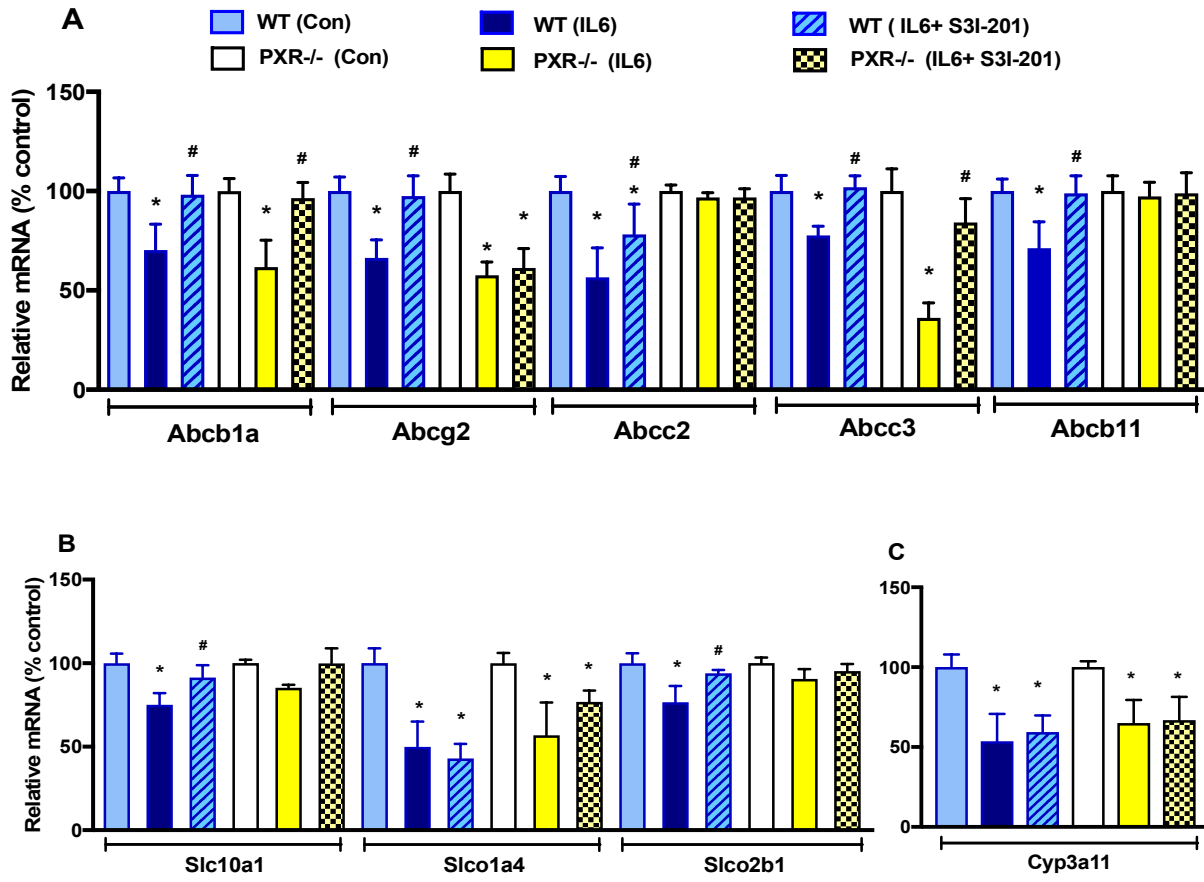 A
WT (Con)
WT (IL6)
WT ( IL6+ S3I-201)
PXR-/- (Con)
PXR-/- (IL6)
PXR-/- (IL6+ S3I-201)
Relative mRNA (% control)
150
100
50
0
* # * #
* # * *
* # *
* # * #
* #
Abcb1a Abcg2 Abcc2 Abcc3 Abcb11
B
Relative mRNA (% control)
150
100
50
0
* #
* * * *
* #
Slc10a1 Slco1a4 Slco2b1
C
150
100
50
0
* * * *
Cyp3a11